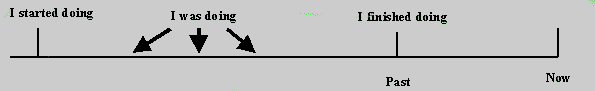 I started doing
I was doing
I finished doing
Past
Now